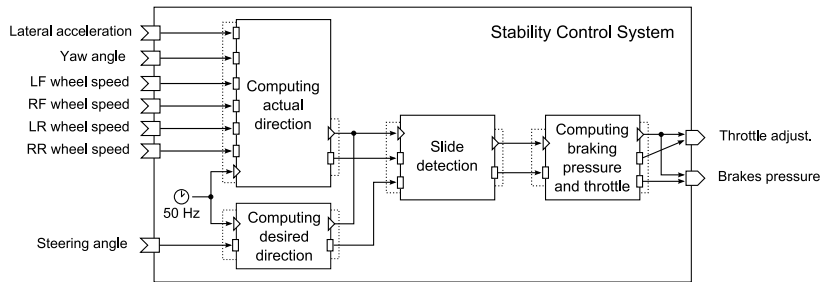 Stability Control System
Lateral acceleration
Yaw angle
LF wheel speed
RF wheel speed
LR wheel speed
RR wheel speed
Computing
actual
direction
50 Hz
Steering angle
Computing
desired
direction
Slide
detection
Computing
braking
pressure
and throttle
Throttle adjust.
Brakes pressure